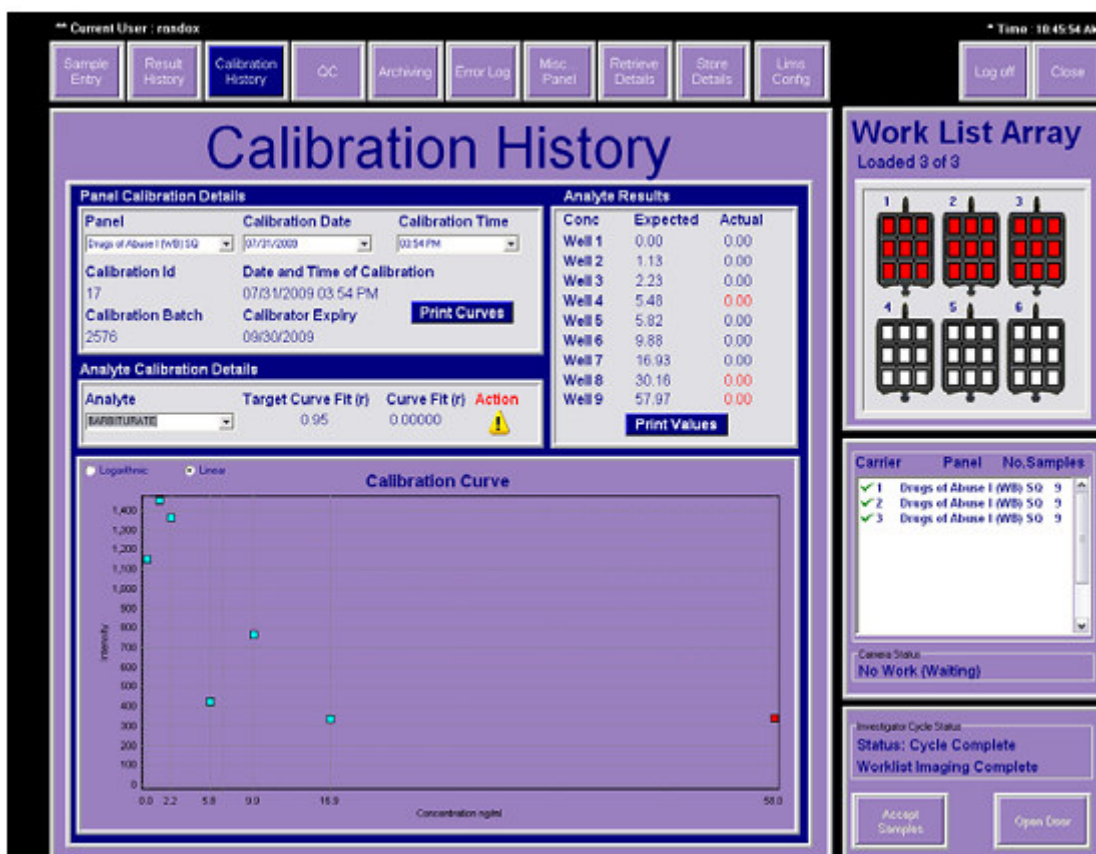 ** Current User : randox
* Time : 10:45:54 AM
Sample Entry
Result History
Calibration History
QC
Archiving
Error Log
Misc Panel
Retrieve Details
Store Details
Lims Config
Log off
Close
Calibration History
Panel Calibration Details
Panel
Calibration Date
Calibration Time
Drugs of Abuse I (WB) SQ
07/31/2009
03:54 PM
Calibration Id
Date and Time of Calibration
17
07/31/2009 03.54 PM
Calibration Batch
Calibrator Expiry
Print Curves
2576
09/30/2009
Analyte Calibration Details
Analyte
Target Curve Fit (r)
Curve Fit (r)
Action
BARBITURATE
0.95
0.00000
Analyte Results
Conc Expected Actual
Well 1 0.00 0.00
Well 2 1.13 0.00
Well 3 2.23 0.00
Well 4 5.48 0.00
Well 5 5.82 0.00
Well 6 9.88 0.00
Well 7 16.93 0.00
Well 8 30.16 0.00
Well 9 57.97 0.00
Print Values
Logarithmic
Linear
Calibration Curve
1,400
1,300
1,200
1,100
1,000
900
800
700
600
500
400
300
200
100
0
Intensity
0.0 2.2 5.8 9.9 16.9 58.0
Concentration ng/ml
Work List Array
Loaded 3 of 3
1 2 3
4 5 6
Carrier Panel No.Samples
1 Drugs of Abuse I (WB) SQ 9
2 Drugs of Abuse I (WB) SQ 9
3 Drugs of Abuse I (WB) SQ 9
Camera Status
No Work (Waiting)
Investigator Cycle Status
Status: Cycle Complete
Worklist Imaging Complete
Accept Samples
Open Door